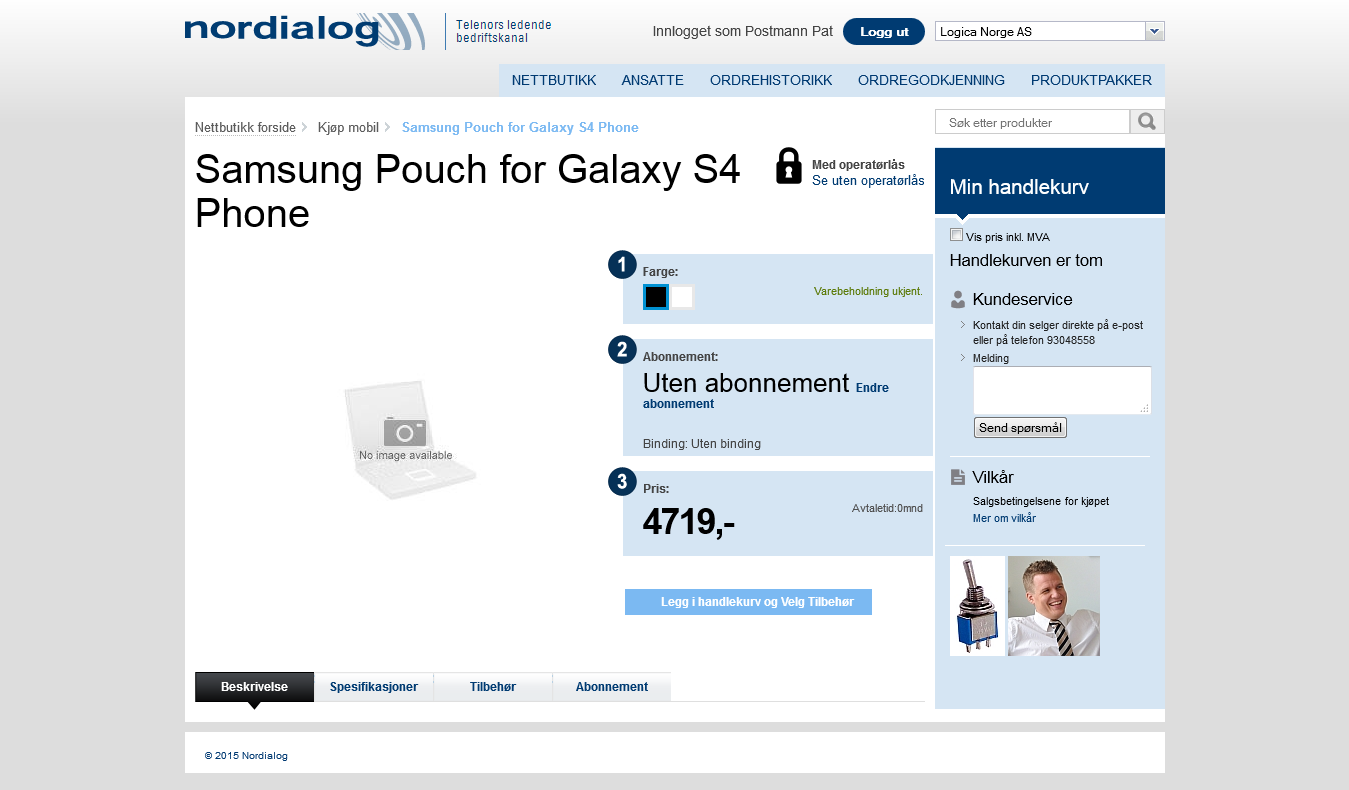 nordialog
Telenors ledende
bedriftskanal
Innlogget som Postmann Pat
Logg ut
Logica Norge AS
NETTBUTIKK ANSATTE ORDREHISTORIKK ORDREGODKJENNING PRODUKTPAKKER
Nettbutikk forside Kjøp mobil Samsung Pouch for Galaxy S4 Phone
Søk etter produkter
Samsung Pouch for Galaxy S4
Phone
Med operatørlås
Se uten operatørlås
1
Farge:
Varebeholdning ukjent.
2
Abonnement:
Uten abonnement Endre
abonnement
Binding: Uten binding
3
Pris:
4719,-
Avtaletid:0mnd
No image available
Legg i handlekurv og Velg Tilbehør
Beskrivelse Spesifikasjoner Tilbehør Abonnement
Min handlekurv
Vis pris inkl. MVA
Handlekurven er tom
Kundeservice
Kontakt din selger direkte på e-post
eller på telefon 93048558
Melding
Send spørsmål
Vilkår
Salgsbetingelsene for kjøpet
Mer om vilkår
© 2015 Nordialog